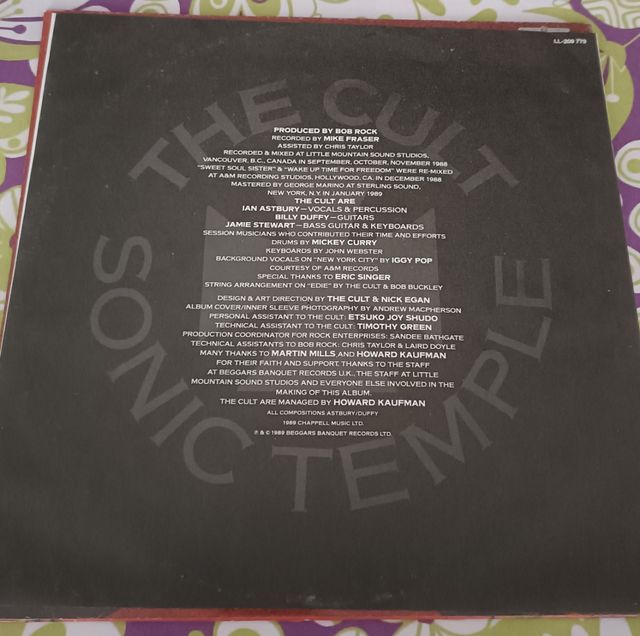 LL-209 779
THE CULT
PRODUCED BY BOB ROCK
RECORDED BY MIKE FRASER
ASSISTED BY CHRIS TAYLOR
RECORDED & MIXED AT LITTLE MOUNTAIN SOUND STUDIOS,
VANCOUVER, B.C., CANADA IN SEPTEMBER, OCTOBER, NOVEMBER 1988
"SWEET SOUL SISTER" & "WAKE UP TIME FOR FREEDOM" WERE RE-MIXED
AT A&M RECORDING STUDIOS, HOLLYWOOD, CA. IN DECEMBER 1988
MASTERED BY GEORGE MARINO AT STERLING SOUND,
NEW YORK, N.Y. IN JANUARY 1989
THE CULT ARE
IAN ASTBURY—VOCALS & PERCUSSION
BILLY DUFFY—GUITARS
JAMIE STEWART—BASS GUITAR & KEYBOARDS
SESSION MUSICIANS WHO CONTRIBUTED THEIR TIME AND EFFORTS
DRUMS BY MICKEY CURRY
KEYBOARDS BY JOHN WEBSTER
BACKGROUND VOCALS ON "NEW YORK CITY" BY IGGY POP
COURTESY OF A&M RECORDS
SPECIAL THANKS TO ERIC SINGER
STRING ARRANGEMENT ON "EDIE" BY THE CULT & BOB BUCKLEY
DESIGN & ART DIRECTION BY THE CULT & NICK EGAN
ALBUM COVER/INNER SLEEVE PHOTOGRAPHY BY ANDREW MACPHERSON
PERSONAL ASSISTANT TO THE CULT: ETSUKO JOY SHUDO
TECHNICAL ASSISTANT TO THE CULT: TIMOTHY GREEN
PRODUCTION COORDINATOR FOR ROCK ENTERPRISES: SANDEE BATHGATE
TECHNICAL ASSISTANTS TO BOB ROCK: CHRIS TAYLOR & LAIRD DOYLE
MANY THANKS TO MARTIN MILLS AND HOWARD KAUFMAN
FOR THEIR FAITH AND SUPPORT. THANKS TO THE STAFF
AT BEGGARS BANQUET RECORDS U.K., THE STAFF AT LITTLE
MOUNTAIN SOUND STUDIOS AND EVERYONE ELSE INVOLVED IN THE
MAKING OF THIS ALBUM.
THE CULT ARE MANAGED BY HOWARD KAUFMAN
ALL COMPOSITIONS ASTBURY/DUFFY
1989 CHAPPELL MUSIC LTD.
℗ & © 1989 BEGGARS BANQUET RECORDS LTD.
SONIC TEMPLE